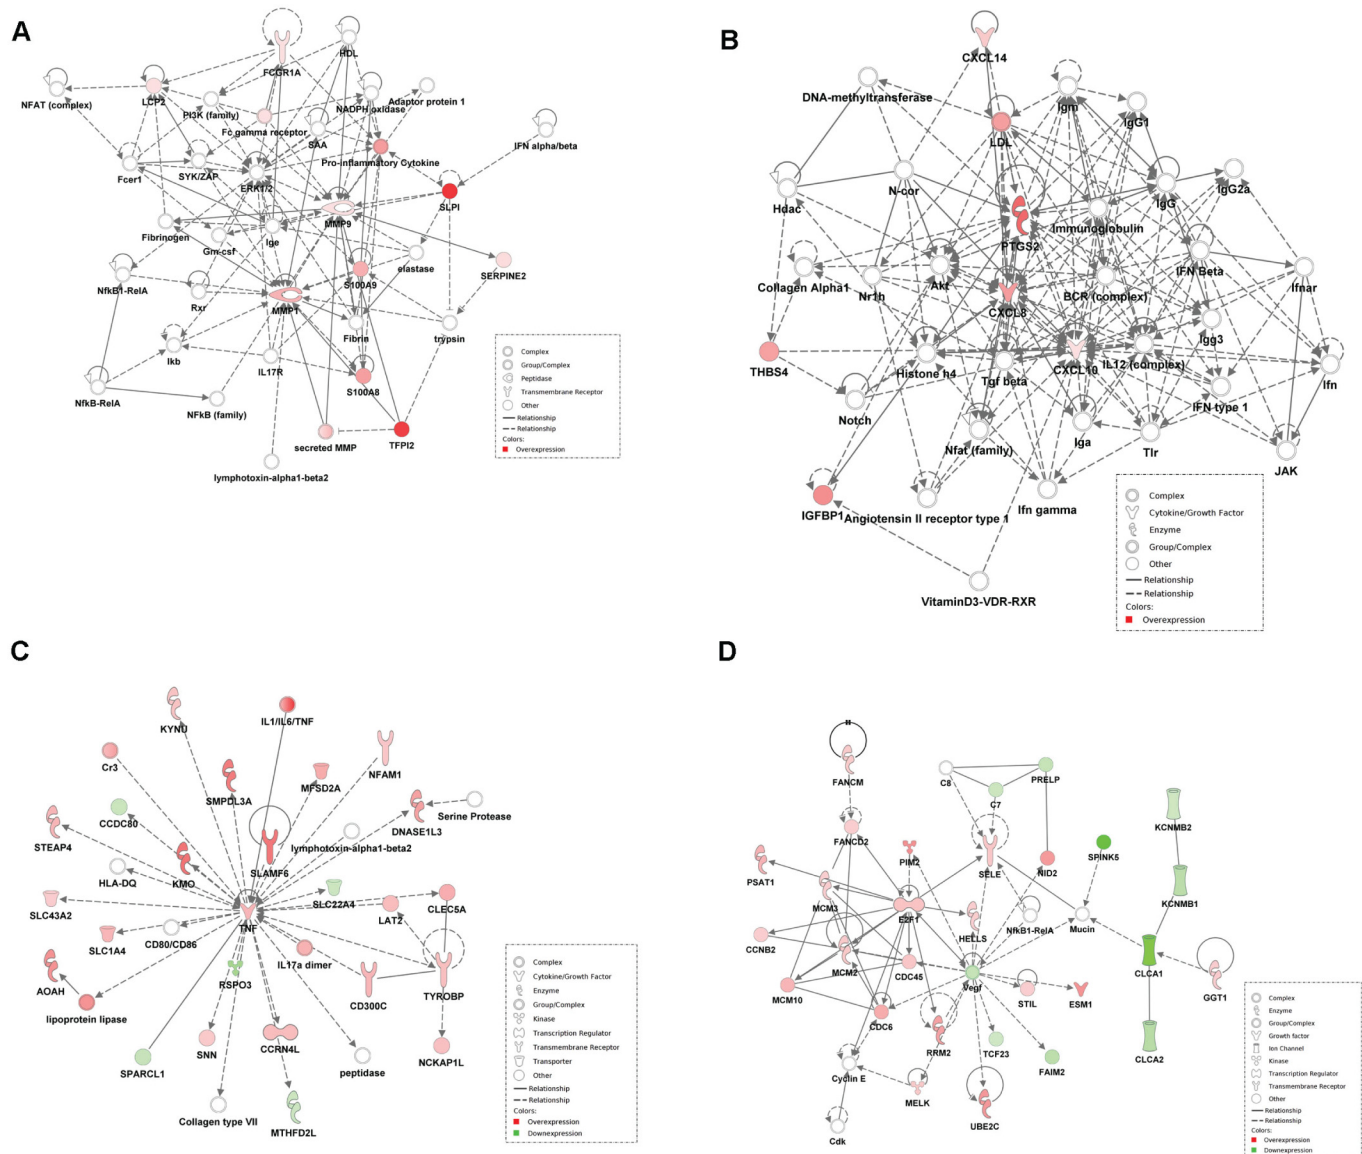 A
FCGR1A
HDL
NFAT (complex)
LCP2
PI3K (family)
NADPH oxidase
Adaptor protein 1
Fc gamma receptor
SAA
IFN alpha/beta
Pro-inflammatory Cytokine
Fcer1
SYK/ZAP
ERK1/2
SLPI
MMP9
Fibrinogen
Gm-csf
Ige
elastase
SERPINE2
S100A9
NfkB1-RelA
Rxr
MMP1
Fibrin
trypsin
Ikb
IL17R
S100A8
NfkB-RelA
NFkB (family)
secreted MMP
TFPI2
lymphotoxin-alpha1-beta2
Complex
Group/Complex
Peptidase
Transmembrane Receptor
Other
Relationship
Relationship
Colors:
Overexpression
B
CXCL14
DNA-methyltransferase
Igm
IgG1
LDL
N-cor
IgG
IgG2a
Hdac
Immunoglobulin
PTGS2
Collagen Alpha1
Nr1h
Akt
BCR (complex)
IFN Beta
Ifnar
CXCL8
Igg3
THBS4
Histone h4
Tgf beta
CXCL10
IL12 (complex)
Ifn
Notch
IFN type 1
Nfat (family)
Iga
Tlr
JAK
IGFBP1
Angiotensin II receptor type 1
Ifn gamma
VitaminD3-VDR-RXR
Complex
Cytokine/Growth Factor
Enzyme
Group/Complex
Other
Relationship
Relationship
Colors:
Overexpression
C
KYNU
IL1/IL6/TNF
Cr3
NFAM1
SMPDL3A
MFSD2A
CCDC80
DNASE1L3
Serine Protease
STEAP4
lymphotoxin-alpha1-beta2
SLAMF6
HLA-DQ
KMO
SLC22A4
SLC43A2
LAT2
CLEC5A
TNF
SLC1A4
CD80/CD86
IL17a dimer
AOAH
RSPO3
CD300C
TYROBP
lipoprotein lipase
SNN
CCRN4L
SPARCL1
peptidase
NCKAP1L
Collagen type VII
MTHFD2L
Complex
Cytokine/Growth Factor
Enzyme
Group/Complex
Kinase
Transcription Regulator
Transmembrane Receptor
Transporter
Other
Relationship
Relationship
Colors:
Overexpression
Downexpression
D
FANCM
C8
PRELP
C7
KCNMB2
FANCD2
PIM2
SPINK5
PSAT1
SELE
NID2
KCNMB1
MCM3
E2F1
HELLS
NfkB1-RelA
Mucin
CCNB2
MCM2
CDC45
CLCA1
Vegf
MCM10
STIL
ESM1
GGT1
CDC6
RRM2
TCF23
FAIM2
CLCA2
Cyclin E
MELK
UBE2C
Cdk
Complex
Enzyme
Group/Complex
Growth factor
Ion Channel
Kinase
Transcription Regulator
Transmembrane Receptor
Other
Relationship
Relationship
Colors:
Overexpression
Downexpression